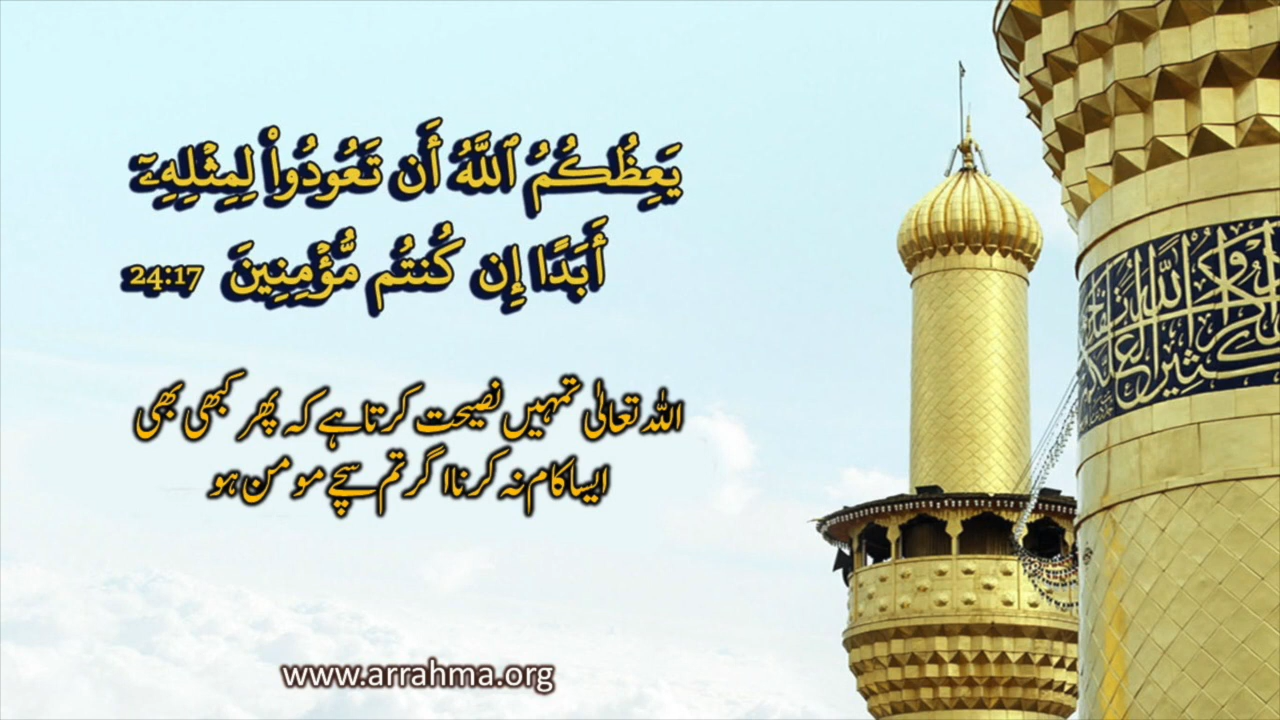 يَعِظُكُمُ ٱللَّهُ أَن تَعُودُوا۟ لِمِثْلِهِۦٓ
أَبَدًا إِن كُنتُم مُّؤْمِنِينَ 24:17
اللہ تعالیٰ تمہیں نصیحت کرتا ہے کہ پھر کبھی بھی
ایسا کام نہ کرنا اگر تم سچے مومن ہو
www.arrahma.org